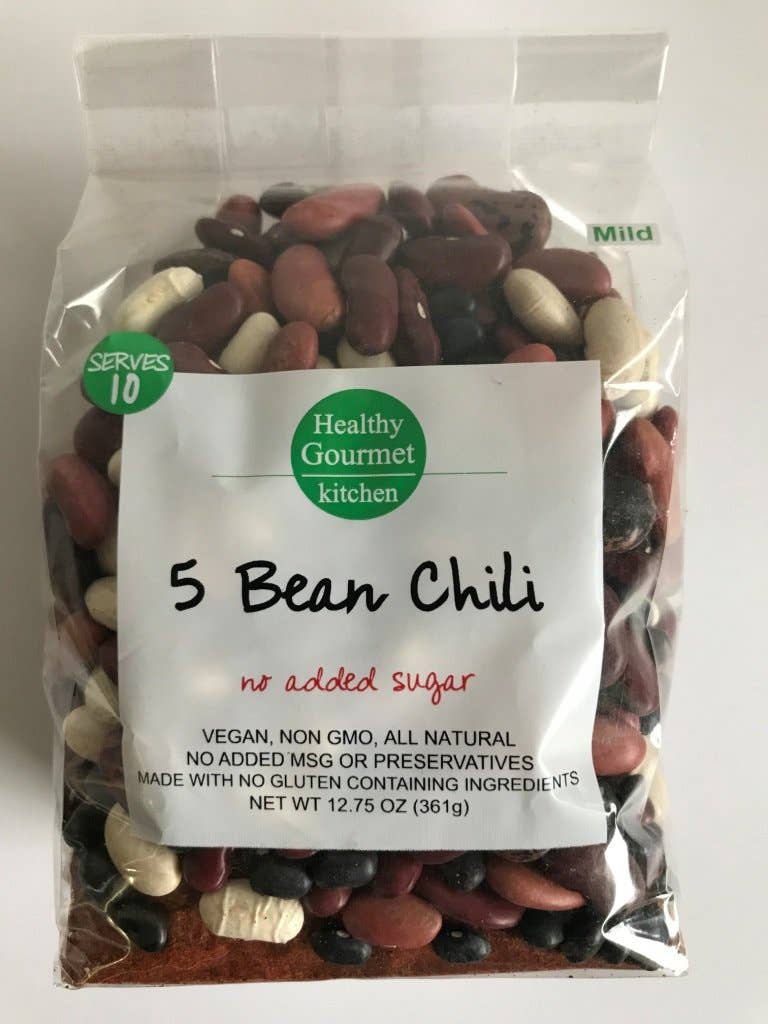 Mild
SERVES
10
Healthy
Gourmet
kitchen
5 Bean Chili
no added sugar
VEGAN, NON GMO, ALL NATURAL
NO ADDED MSG OR PRESERVATIVES
MADE WITH NO GLUTEN CONTAINING INGREDIENTS
NET WT 12.75 OZ (361g)